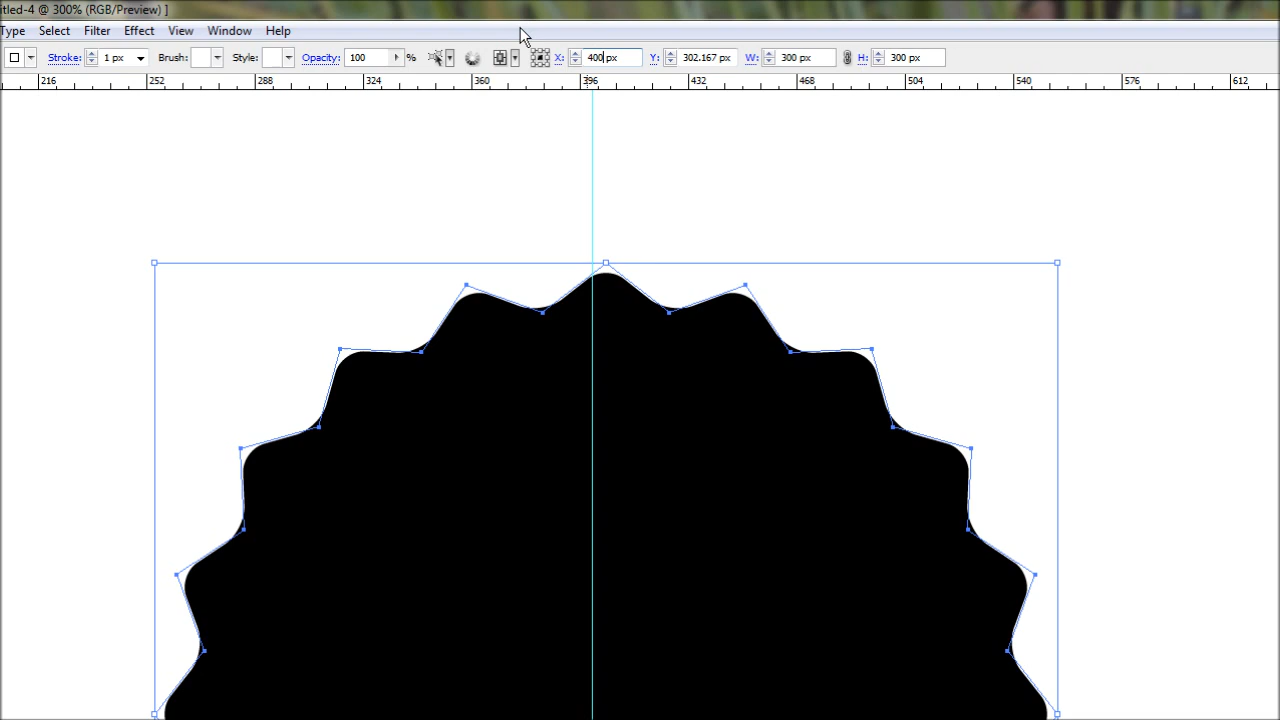 itled-4 @ 300% (RGB/Preview) ]
Type Select Filter Effect View Window Help
Stroke: 1 px Brush: Style: Opacity: 100 % X: 400 px Y: 302.167 px W: 300 px H: 300 px
216 252 288 324 360 396 432 468 504 540 576 612